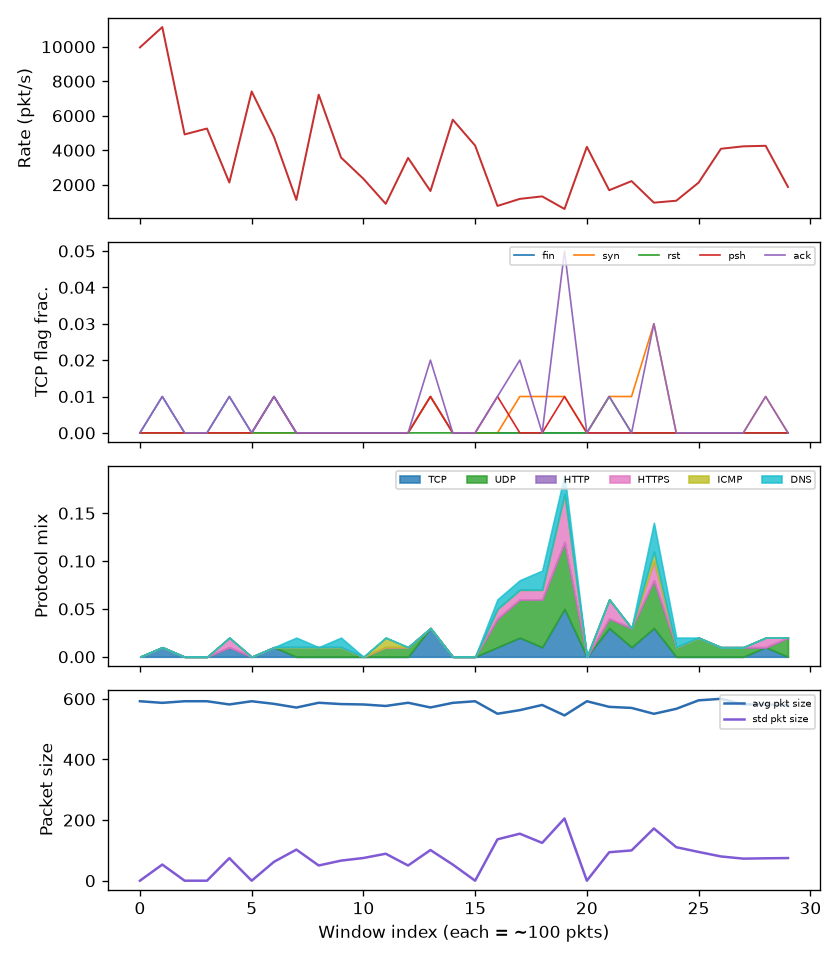 Rate (pkt/s)
10000
8000
6000
4000
2000
TCP flag frac.
0.05
0.04
0.03
0.02
0.01
0.00
fin syn rst psh ack
Protocol mix
0.15
0.10
0.05
0.00
TCP UDP HTTP HTTPS ICMP DNS
Packet size
600
400
200
0
avg pkt size
std pkt size
0 5 10 15 20 25 30
Window index (each = ~100 pkts)